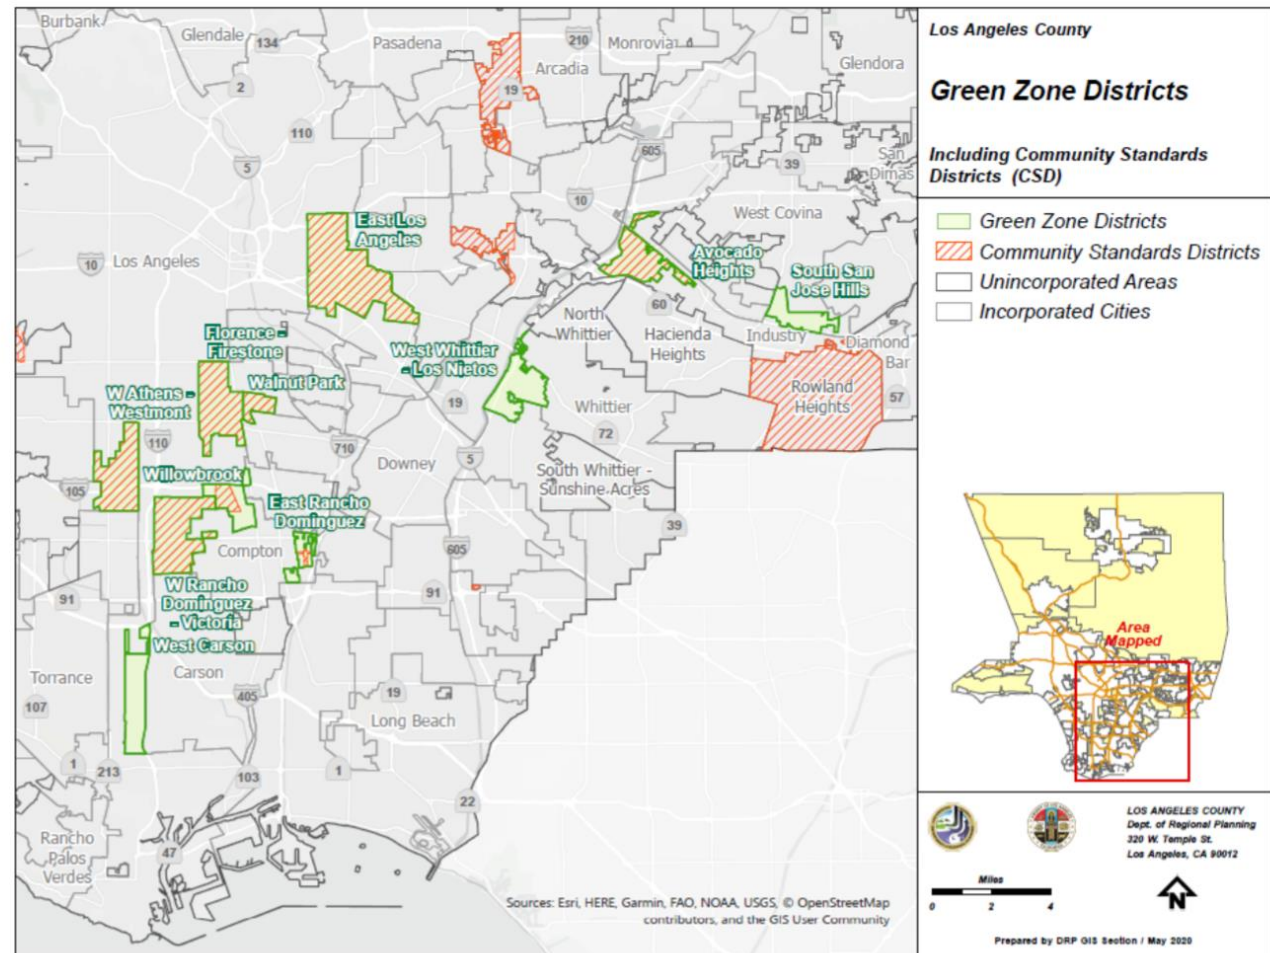 Burbank
Glendale
134
Pasadena
210
Monrovia
Glendora
Arcadia
2
19
110
5
605
39
San
Dimas
10
West Covina
East Los
Angeles
Avocado
Heights
South San
Jose Hills
10
Los Angeles
60
North
Whittier
Hacienda
Heights
Industry
Diamond
Bar
Florence -
Firestone
West Whittier
- Los Nietos
Walnut Park
W Athens -
Westmont
19
Whittier
Rowland
Heights
57
110
710
72
Downey
5
South Whittier -
Sunshine Acres
Willowbrook
105
East Rancho
Dominguez
39
Compton
605
W Rancho
Dominguez
- Victoria
91
91
West Carson
Torrance
Carson
107
405
19
Long Beach
1
213
103
1
22
Rancho
Palos
Verdes
47
Sources: Esri, HERE, Garmin, FAO, NOAA, USGS, © OpenStreetMap
contributors, and the GIS User Community
Los Angeles County
Green Zone Districts
Including Community Standards
Districts (CSD)
Green Zone Districts
Community Standards Districts
Unincorporated Areas
Incorporated Cities
Area
Mapped
LOS ANGELES COUNTY
Dept. of Regional Planning
320 W. Temple St.
Los Angeles, CA 90012
Miles
0 2 4
N
Prepared by DRP GIS Section / May 2020